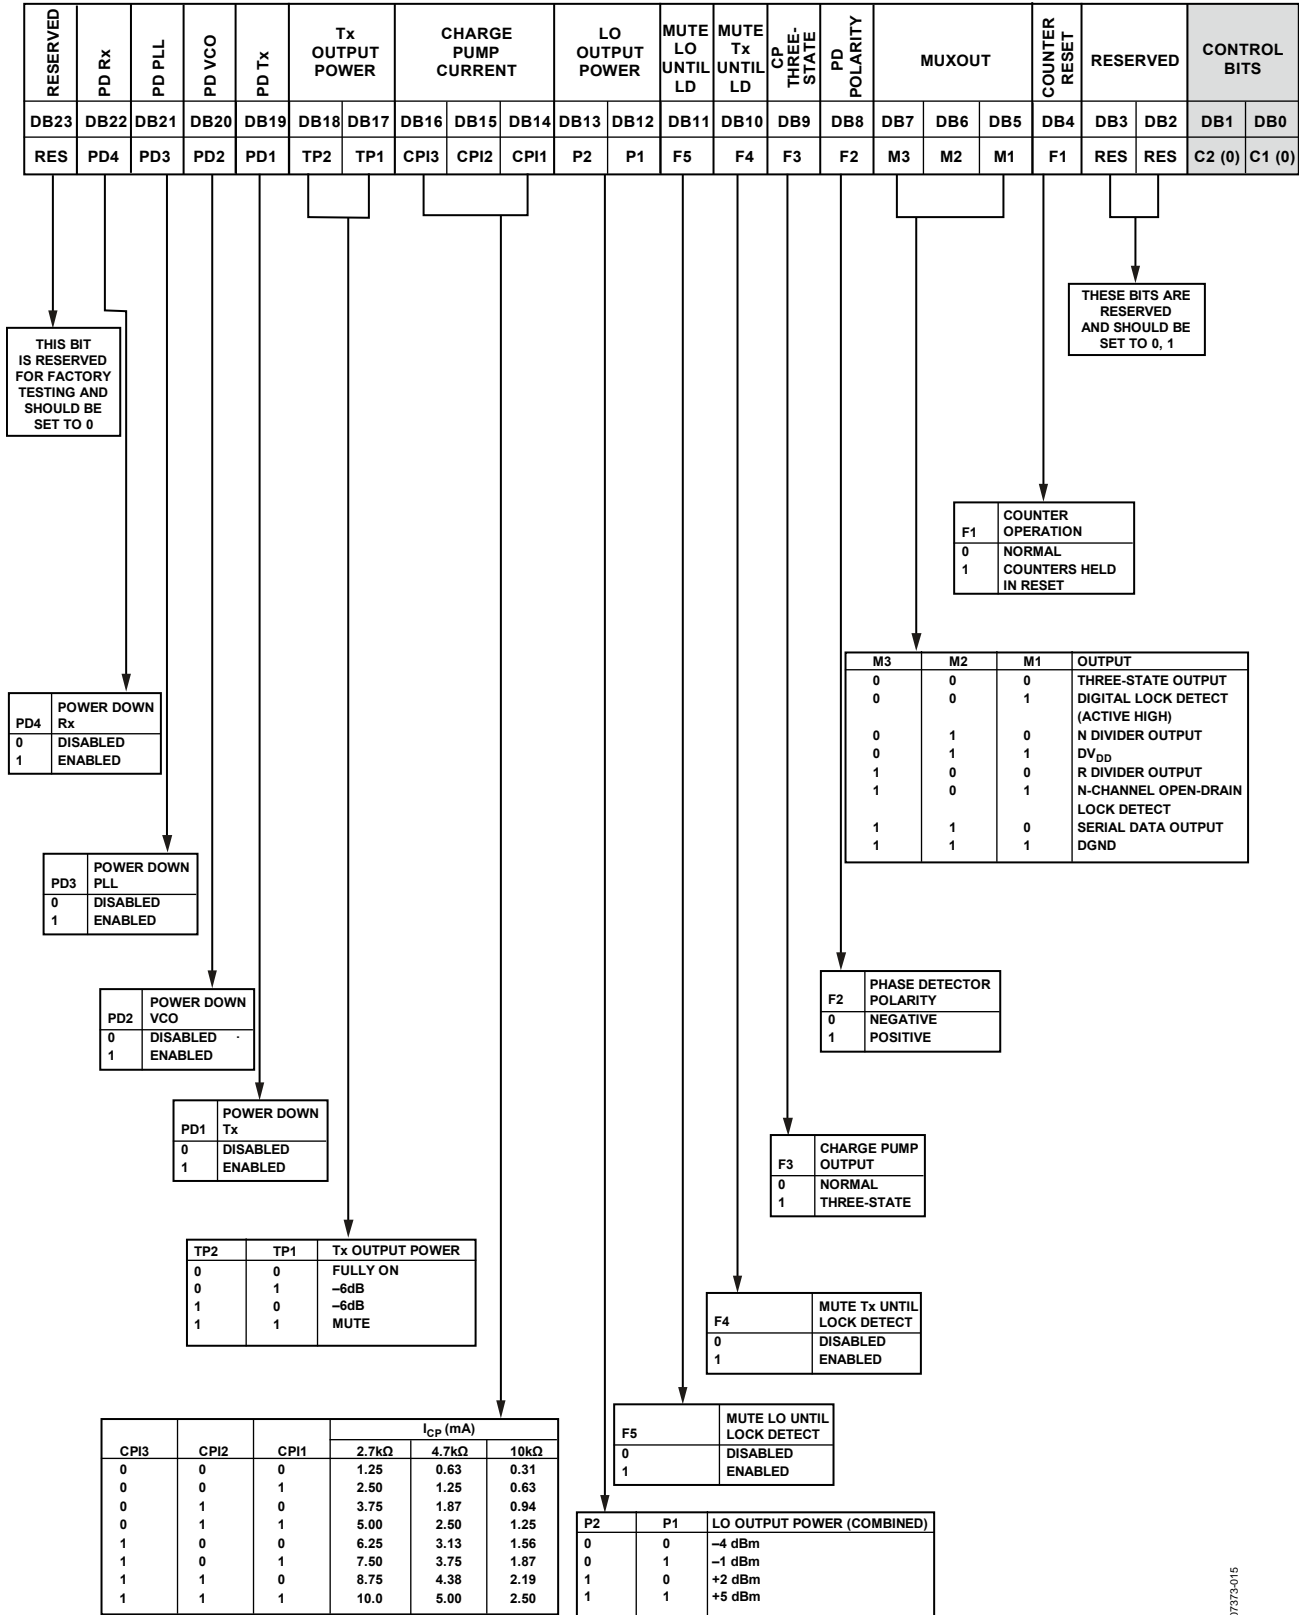 RESERVED
PD Rx
PD PLL
PD VCO
PD Tx
Tx
OUTPUT
POWER
CHARGE
PUMP
CURRENT
LO
OUTPUT
POWER
MUTE
LO
UNTIL
LD
MUTE
Tx
UNTIL
LD
CP
THREE-
STATE
PD
POLARITY
MUXOUT
COUNTER
RESET
RESERVED
CONTROL
BITS
DB23 DB22 DB21 DB20 DB19 DB18 DB17 DB16 DB15 DB14 DB13 DB12 DB11 DB10 DB9 DB8 DB7 DB6 DB5 DB4 DB3 DB2 DB1 DB0
RES PD4 PD3 PD2 PD1 TP2 TP1 CPI3 CPI2 CPI1 P2 P1 F5 F4 F3 F2 M3 M2 M1 F1 RES RES C2 (0) C1 (0)
THESE BITS ARE
RESERVED
AND SHOULD BE
SET TO 0, 1
THIS BIT
IS RESERVED
FOR FACTORY
TESTING AND
SHOULD BE
SET TO 0
F1 COUNTER
OPERATION
0 NORMAL
1 COUNTERS HELD
IN RESET
M3 M2 M1 OUTPUT
0 0 0 THREE-STATE OUTPUT
0 0 1 DIGITAL LOCK DETECT
(ACTIVE HIGH)
0 1 0 N DIVIDER OUTPUT
0 1 1 DVDD
1 0 0 R DIVIDER OUTPUT
1 0 1 N-CHANNEL OPEN-DRAIN
LOCK DETECT
1 1 0 SERIAL DATA OUTPUT
1 1 1 DGND
PD4 POWER DOWN
Rx
0 DISABLED
1 ENABLED
PD3 POWER DOWN
PLL
0 DISABLED
1 ENABLED
F2 PHASE DETECTOR
POLARITY
0 NEGATIVE
1 POSITIVE
PD2 POWER DOWN
VCO
0 DISABLED
1 ENABLED
PD1 POWER DOWN
Tx
0 DISABLED
1 ENABLED
F3 CHARGE PUMP
OUTPUT
0 NORMAL
1 THREE-STATE
TP2 TP1 Tx OUTPUT POWER
0 0 FULLY ON
0 1 –6dB
1 0 –6dB
1 1 MUTE
F4 MUTE Tx UNTIL
LOCK DETECT
0 DISABLED
1 ENABLED
F5 MUTE LO UNTIL
LOCK DETECT
0 DISABLED
1 ENABLED
ICP (mA)
CPI3 CPI2 CPI1 2.7kΩ 4.7kΩ 10kΩ
0 0 0 1.25 0.63 0.31
0 0 1 2.50 1.25 0.63
0 1 0 3.75 1.87 0.94
0 1 1 5.00 2.50 1.25
1 0 0 6.25 3.13 1.56
1 0 1 7.50 3.75 1.87
1 1 0 8.75 4.38 2.19
1 1 1 10.0 5.00 2.50
P2 P1 LO OUTPUT POWER (COMBINED)
0 0 –4 dBm
0 1 –1 dBm
1 0 +2 dBm
1 1 +5 dBm
07373-015